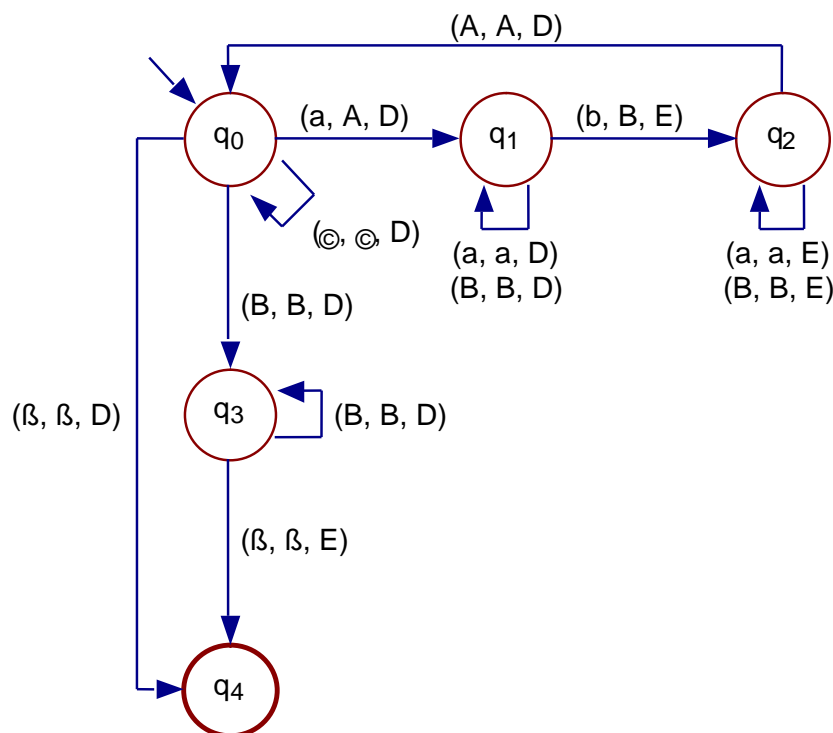 (A, A, D)
q0
(a, A, D)
q1
(b, B, E)
q2
(©, ©, D)
(a, a, D)
(B, B, D)
(a, a, E)
(B, B, E)
(B, B, D)
(ß, ß, D)
q3
(B, B, D)
(ß, ß, E)
q4